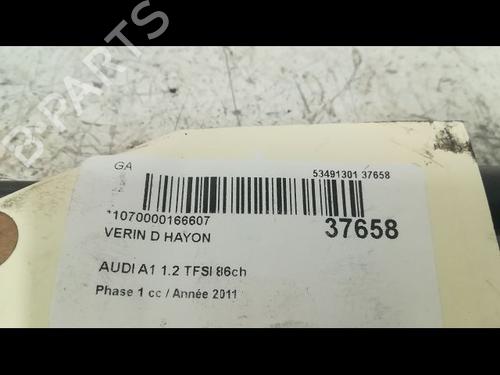 B-PARTS
GA
53491301 37658
*1070000166607
VERIN D HAYON
37658
AUDI A1 1.2 TFSI 86ch
Phase 1 cc / Année 2011